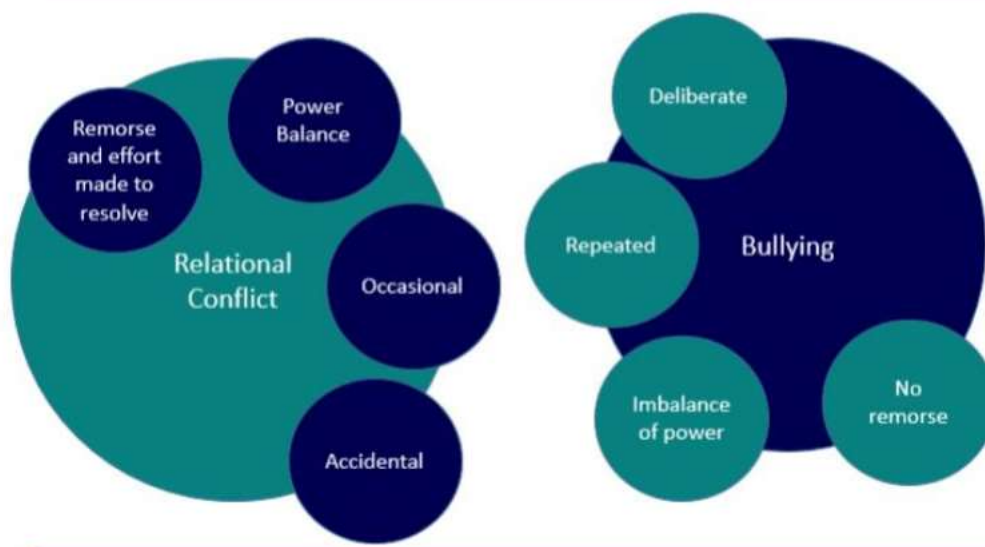 Remorse
and effort
made to
resolve
Power
Balance
Relational
Conflict
Occasional
Accidental
Deliberate
Repeated
Bullying
Imbalance
of power
No
remorse